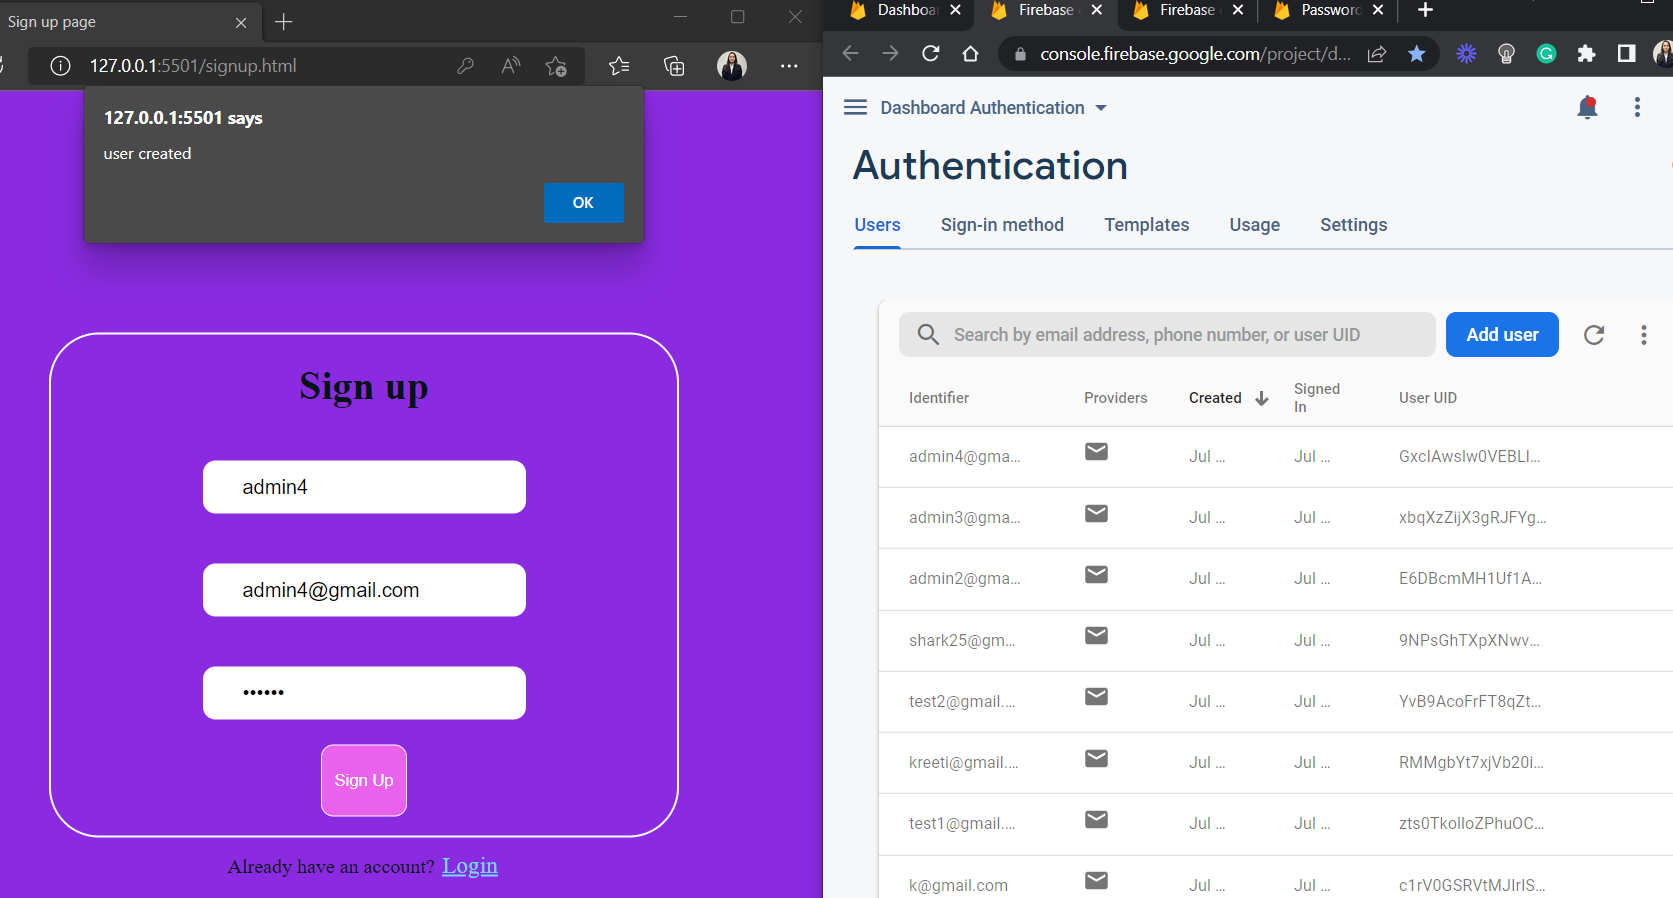 Sign up page
127.0.0.1:5501/signup.html
127.0.0.1:5501 says
user created
OK
Sign up
admin4
admin4@gmail.com
••••••
Sign Up
Already have an account? Login
Dashboa
Firebase
Firebase
Password
console.firebase.google.com/project/d...
Dashboard Authentication
Authentication
Users Sign-in method Templates Usage Settings
Search by email address, phone number, or user UID
Add user
Identifier Providers Created Signed In User UID
admin4@gma... Jul ... Jul ... GxcIAwsIw0VEBLI...
admin3@gma... Jul ... Jul ... xbqXzZijX3gRJFYg...
admin2@gma... Jul ... Jul ... E6DBcmMH1Uf1A...
shark25@gm... Jul ... Jul ... 9NPsGhTXpXNwv...
test2@gmail.... Jul ... Jul ... YvB9AcoFrFT8qZt...
kreeti@gmail.... Jul ... Jul ... RMMgbYt7xjVb20i...
test1@gmail.... Jul ... Jul ... zts0TkolloZPhuOC...
k@gmail.com Jul ... Jul ... c1rV0GSRVtMJIrIS...